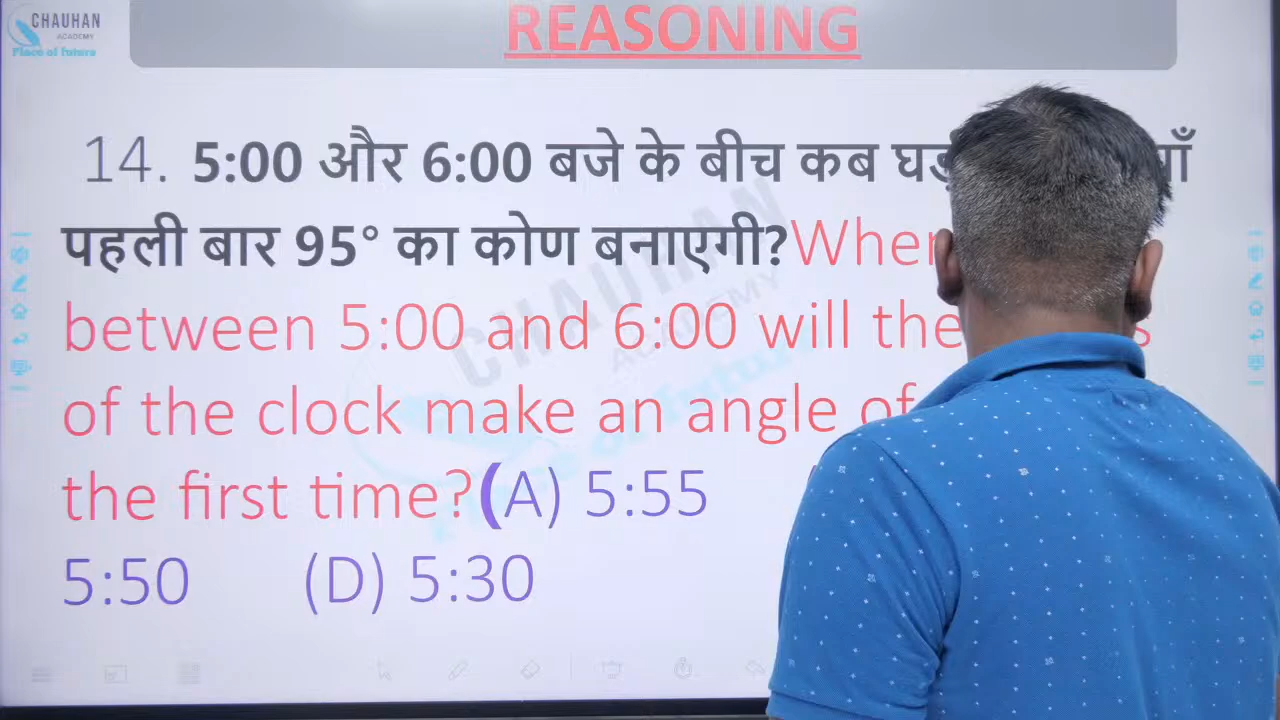 CHAUHAN
ACADEMY
Place of future
REASONING
14. 5:00 और 6:00 बजे के बीच कब
पहली बार 95° का कोण बनाएगी?
between 5:00 and 6:00 will
of the clock make an angle of
the first time?(A) 5:55
5:50 (D) 5:30
CHAUHAN
ACADEMY